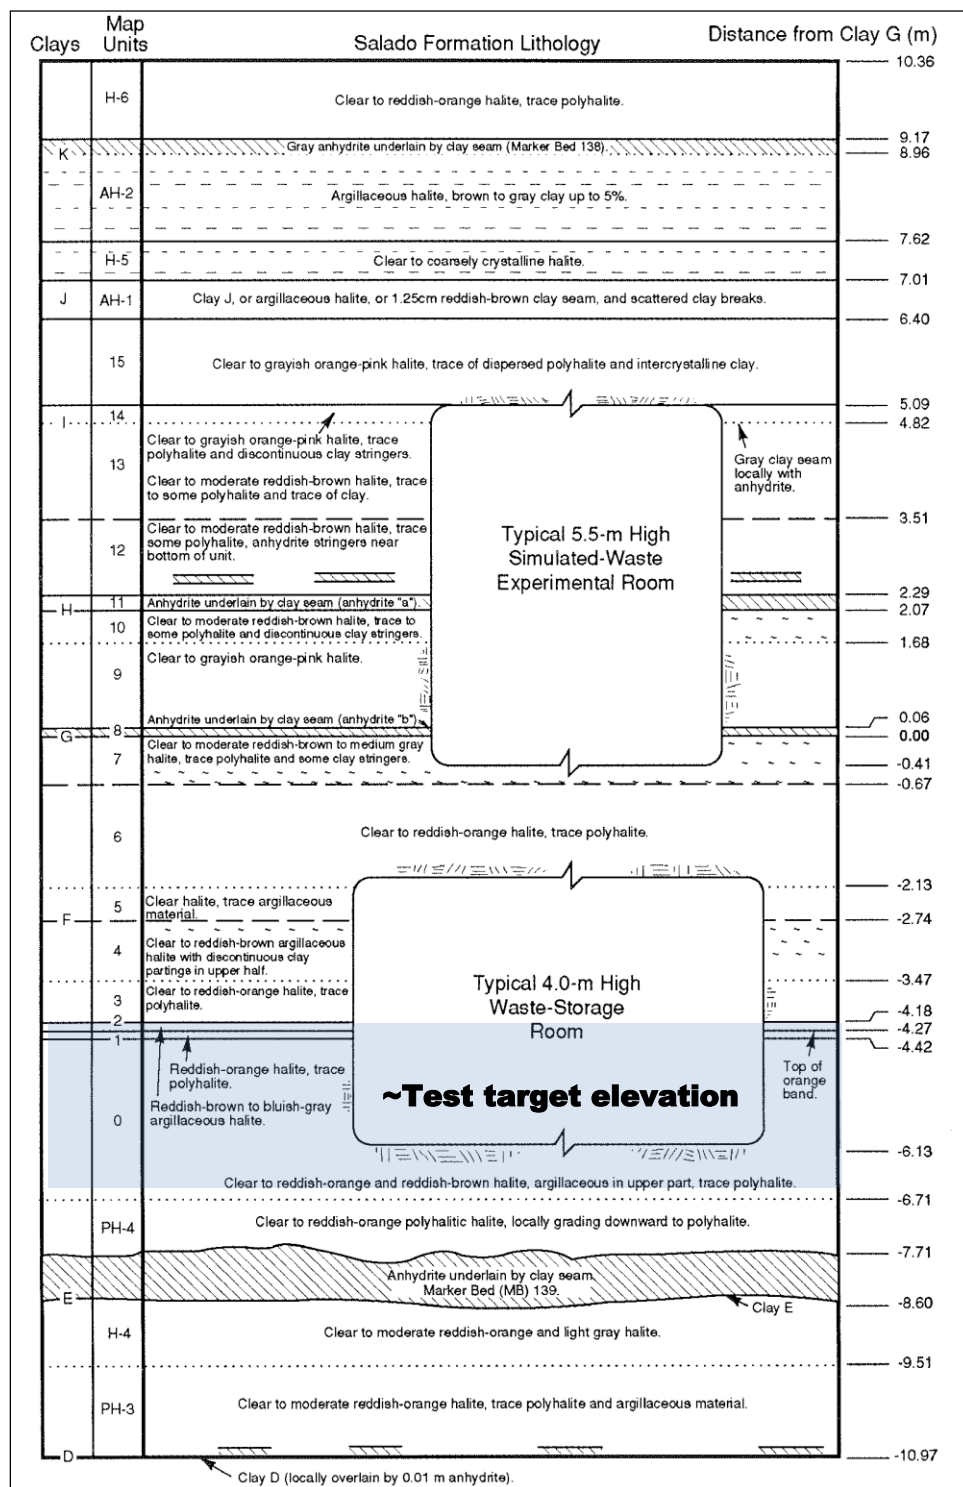 Clays
Map
Units
Salado Formation Lithology
Distance from Clay G (m)
10.36
H-6
Clear to reddish-orange halite, trace polyhalite.
9.17
K
Gray anhydrite underlain by clay seam (Marker Bed 138).
8.96
AH-2
Argillaceous halite, brown to gray clay up to 5%.
7.62
H-5
Clear to coarsely crystalline halite.
7.01
J
AH-1
Clay J, or argillaceous halite, or 1.25cm reddish-brown clay seam, and scattered clay breaks.
6.40
15
Clear to grayish orange-pink halite, trace of dispersed polyhalite and intercrystalline clay.
5.09
14
I
4.82
Clear to grayish orange-pink halite, trace
polyhalite and discontinuous clay stringers.
13
Clear to moderate reddish-brown halite, trace
to some polyhalite and trace of clay.
Gray clay seam
locally with
anhydrite.
3.51
12
Clear to moderate reddish-brown halite, trace
some polyhalite, anhydrite stringers near
bottom of unit.
Typical 5.5-m High
Simulated-Waste
Experimental Room
2.29
11
Anhydrite underlain by clay seam (anhydrite "a").
H
2.07
10
Clear to moderate reddish-brown halite, trace to
some polyhalite and discontinuous clay stringers.
1.68
9
Clear to grayish orange-pink halite.
0.06
8
Anhydrite underlain by clay seam (anhydrite "b").
G
0.00
7
Clear to moderate reddish-brown to medium gray
halite, trace polyhalite and some clay stringers.
-0.41
-0.67
6
Clear to reddish-orange halite, trace polyhalite.
-2.13
5
Clear halite, trace argillaceous
material.
F
-2.74
4
Clear to reddish-brown argillaceous
halite with discontinuous clay
partings in upper half.
-3.47
3
Clear to reddish-orange halite, trace
polyhalite.
Typical 4.0-m High
Waste-Storage
Room
-4.18
2
-4.27
1
-4.42
Reddish-orange halite, trace
polyhalite.
Top of
orange
band.
0
Reddish-brown to bluish-gray
argillaceous halite.
~Test target elevation
-6.13
Clear to reddish-orange and reddish-brown halite, argillaceous in upper part, trace polyhalite.
-6.71
PH-4
Clear to reddish-orange polyhalitic halite, locally grading downward to polyhalite.
-7.71
Anhydrite underlain by clay seam.
Marker Bed (MB) 139.
E
Clay E
-8.60
H-4
Clear to moderate reddish-orange and light gray halite.
-9.51
PH-3
Clear to moderate reddish-orange halite, trace polyhalite and argillaceous material.
D
-10.97
Clay D (locally overlain by 0.01 m anhydrite).